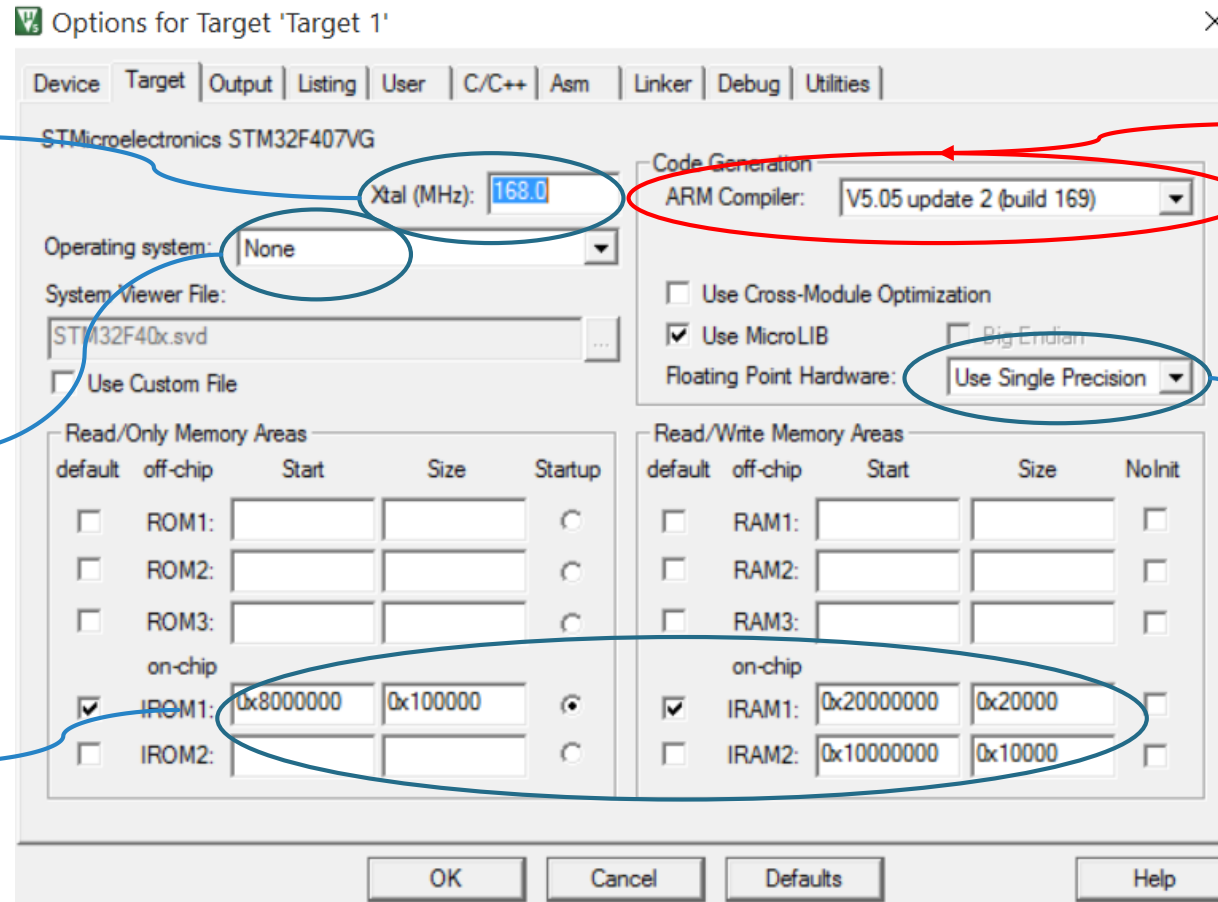 Options for Target 'Target 1'
Device Target Output Listing User C/C++ Asm Linker Debug Utilities
STMicroelectronics STM32F407VG
Xtal (MHz): 168.0
Operating system: None
System Viewer File:
STM32F40x.svd ...
Use Custom File
Code Generation
ARM Compiler: V5.05 update 2 (build 169)
Use Cross-Module Optimization
Use MicroLIB Big Endian
Floating Point Hardware: Use Single Precision
Read/Only Memory Areas
default off-chip Start Size Startup
ROM1:
ROM2:
ROM3:
on-chip
IROM1: 0x8000000 0x100000
IROM2:
Read/Write Memory Areas
default off-chip Start Size NoInit
RAM1:
RAM2:
RAM3:
on-chip
IRAM1: 0x20000000 0x20000
IRAM2: 0x10000000 0x10000
OK Cancel Defaults Help